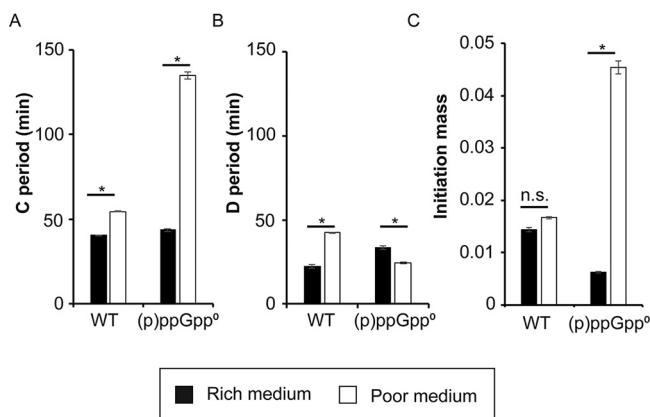 A
C period (min)
150
100
50
0
*
*
WT
(p)ppGpp⁰
B
D period (min)
150
100
50
0
*
*
WT
(p)ppGpp⁰
C
Initiation mass
0.05
0.04
0.03
0.02
0.01
0
n.s.
*
WT
(p)ppGpp⁰
Rich medium
Poor medium